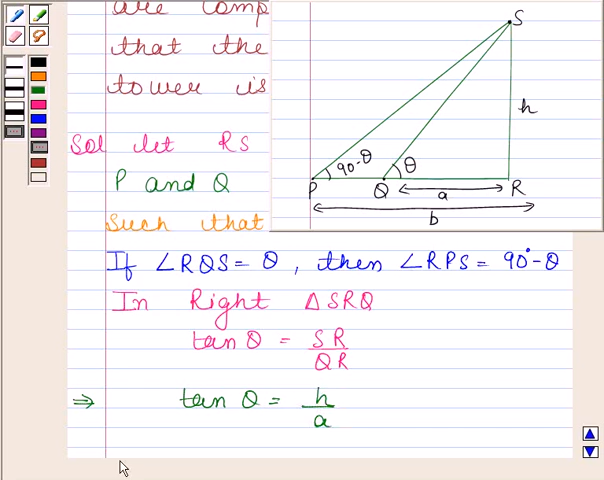 are comp
that the
tower is
Sol let RS
P and Q
Such that
If ∠RQS = θ, then ∠RPS = 90° - θ
In Right ΔSRQ
tan θ = SR
QR
⇒ tan θ = h
a
S
h
90-θ
θ
P Q a R
b